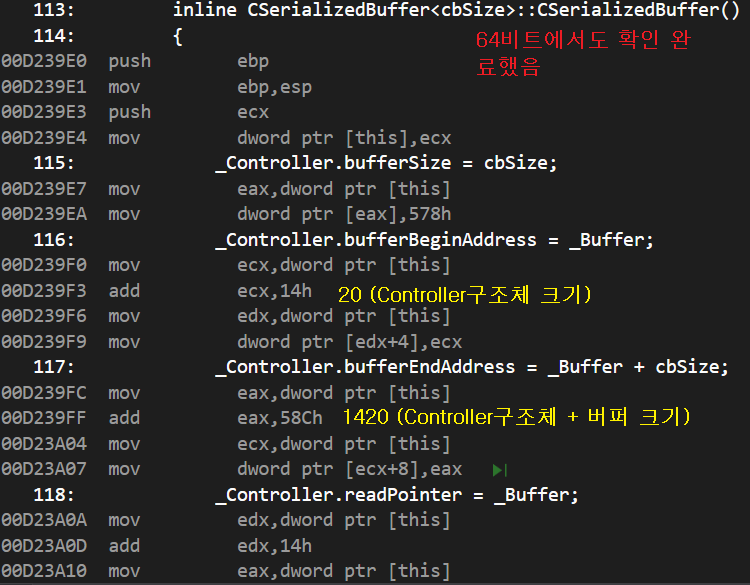 113: inline CSerializedBuffer<cbSize>::CSerializedBuffer()
114: {
64비트에서도 확인 완
료했음
00D239E0 push ebp
00D239E1 mov ebp,esp
00D239E3 push ecx
00D239E4 mov dword ptr [this],ecx
115: _Controller.bufferSize = cbSize;
00D239E7 mov eax,dword ptr [this]
00D239EA mov dword ptr [eax],578h
116: _Controller.bufferBeginAddress = _Buffer;
00D239F0 mov ecx,dword ptr [this]
00D239F3 add ecx,14h 20 (Controller구조체 크기)
00D239F6 mov edx,dword ptr [this]
00D239F9 mov dword ptr [edx+4],ecx
117: _Controller.bufferEndAddress = _Buffer + cbSize;
00D239FC mov eax,dword ptr [this]
00D239FF add eax,58Ch 1420 (Controller구조체 + 버퍼 크기)
00D23A04 mov ecx,dword ptr [this]
00D23A07 mov dword ptr [ecx+8],eax
118: _Controller.readPointer = _Buffer;
00D23A0A mov edx,dword ptr [this]
00D23A0D add edx,14h
00D23A10 mov eax,dword ptr [this]